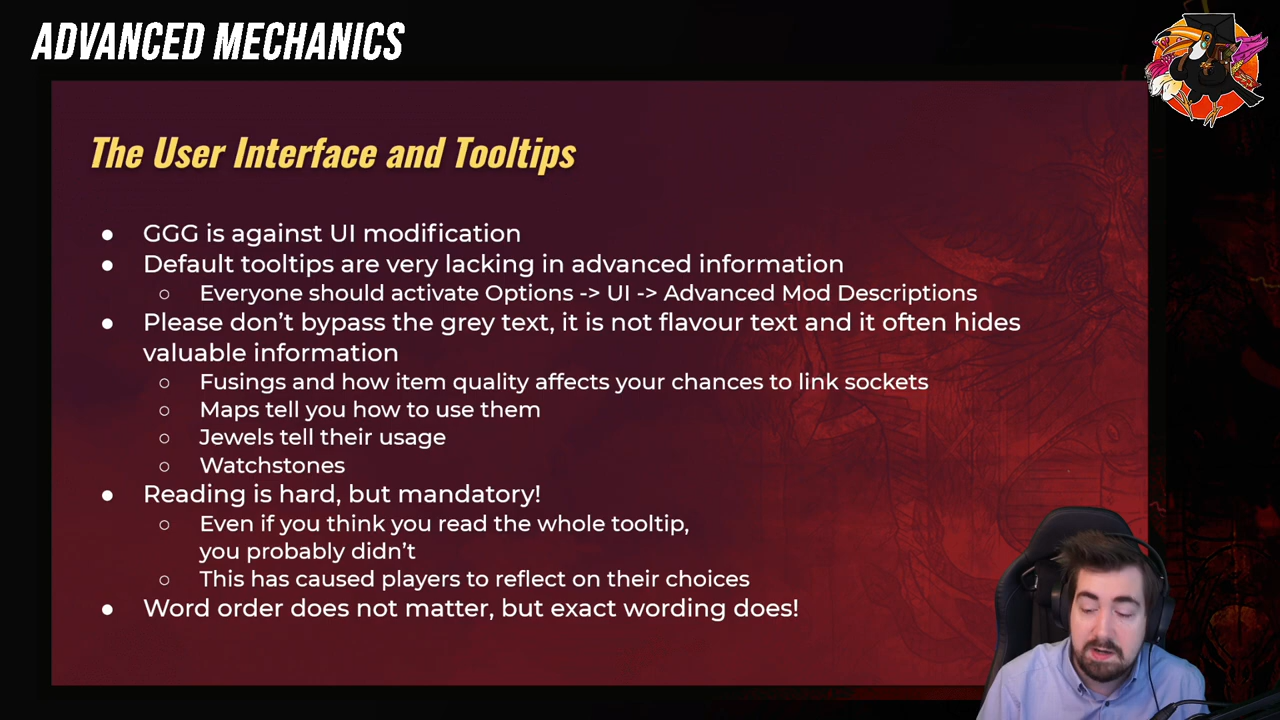 ADVANCED MECHANICS
The User Interface and Tooltips
● GGG is against UI modification
● Default tooltips are very lacking in advanced information
○ Everyone should activate Options -> UI -> Advanced Mod Descriptions
● Please don’t bypass the grey text, it is not flavour text and it often hides
valuable information
○ Fusings and how item quality affects your chances to link sockets
○ Maps tell you how to use them
○ Jewels tell their usage
○ Watchstones
● Reading is hard, but mandatory!
○ Even if you think you read the whole tooltip,
you probably didn’t
○ This has caused players to reflect on their choices
● Word order does not matter, but exact wording does!